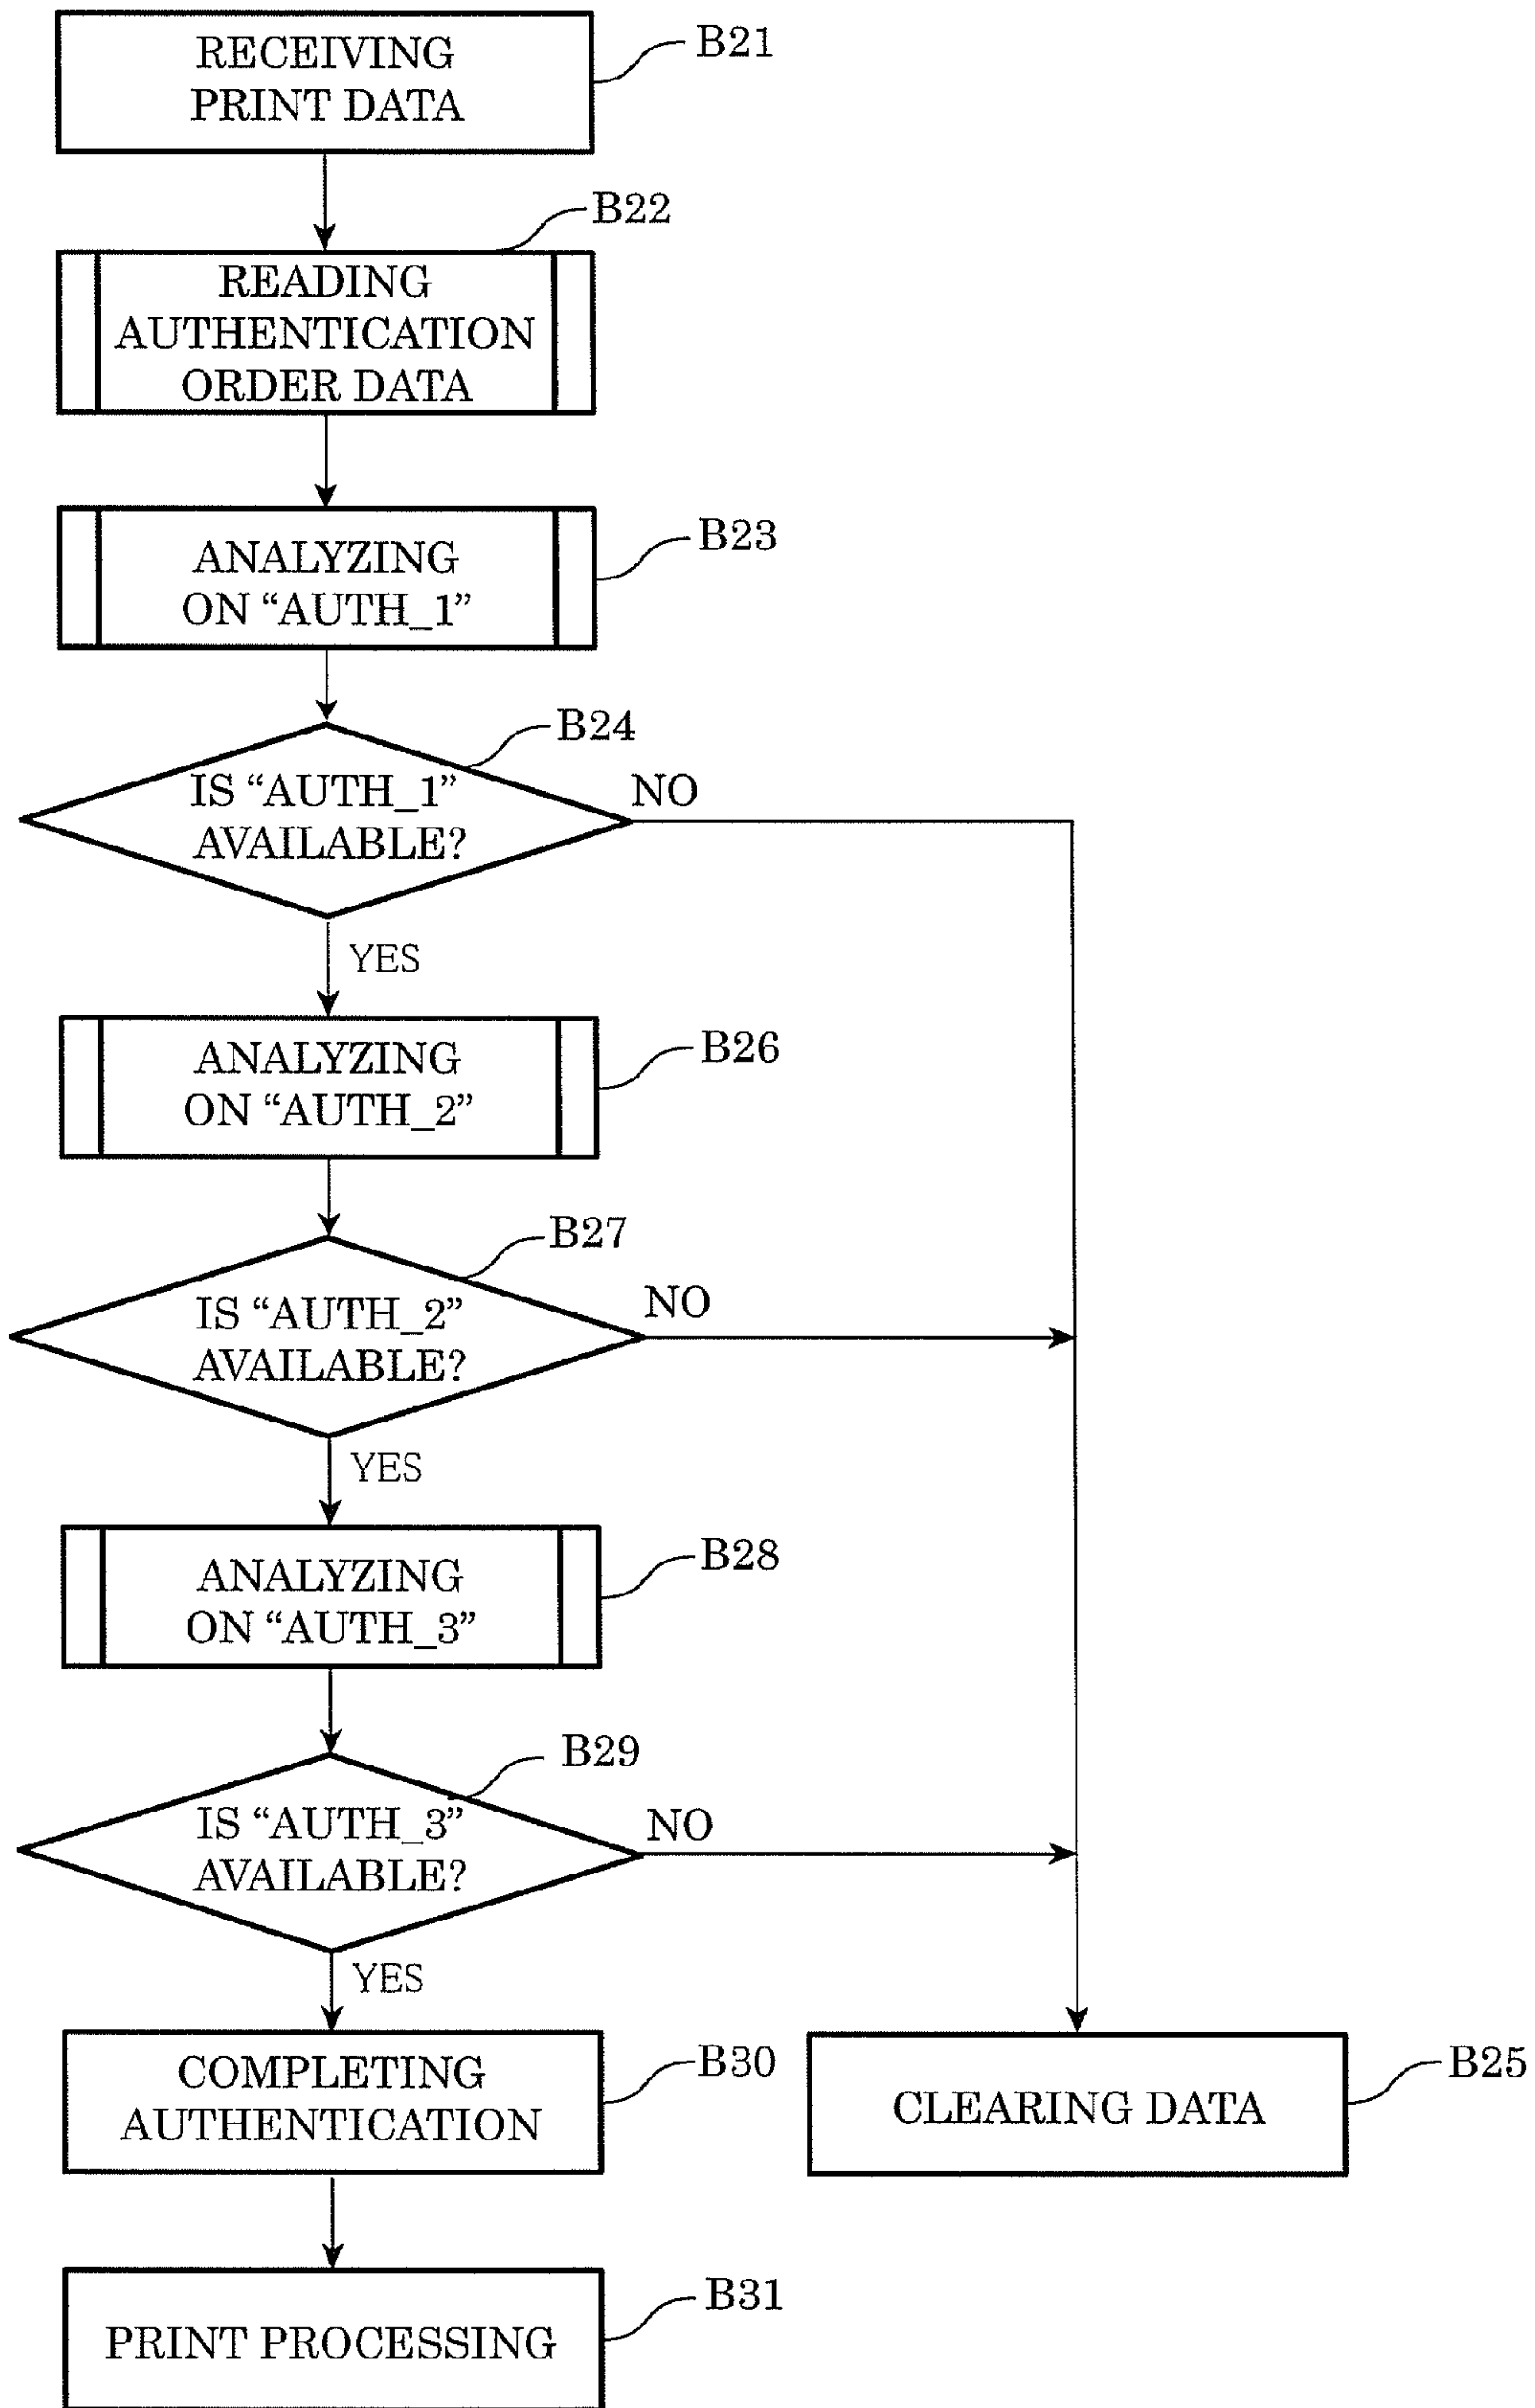 RECEIVING
PRINT DATA
B21
B22
READING
AUTHENTICATION
ORDER DATA
B23
ANALYZING
ON “AUTH_1”
B24
IS “AUTH_1”
AVAILABLE?
NO
YES
B26
ANALYZING
ON “AUTH_2”
B27
IS “AUTH_2”
AVAILABLE?
NO
YES
B28
ANALYZING
ON “AUTH_3”
B29
IS “AUTH_3”
AVAILABLE?
NO
YES
COMPLETING
AUTHENTICATION
B30
CLEARING DATA
B25
B31
PRINT PROCESSING